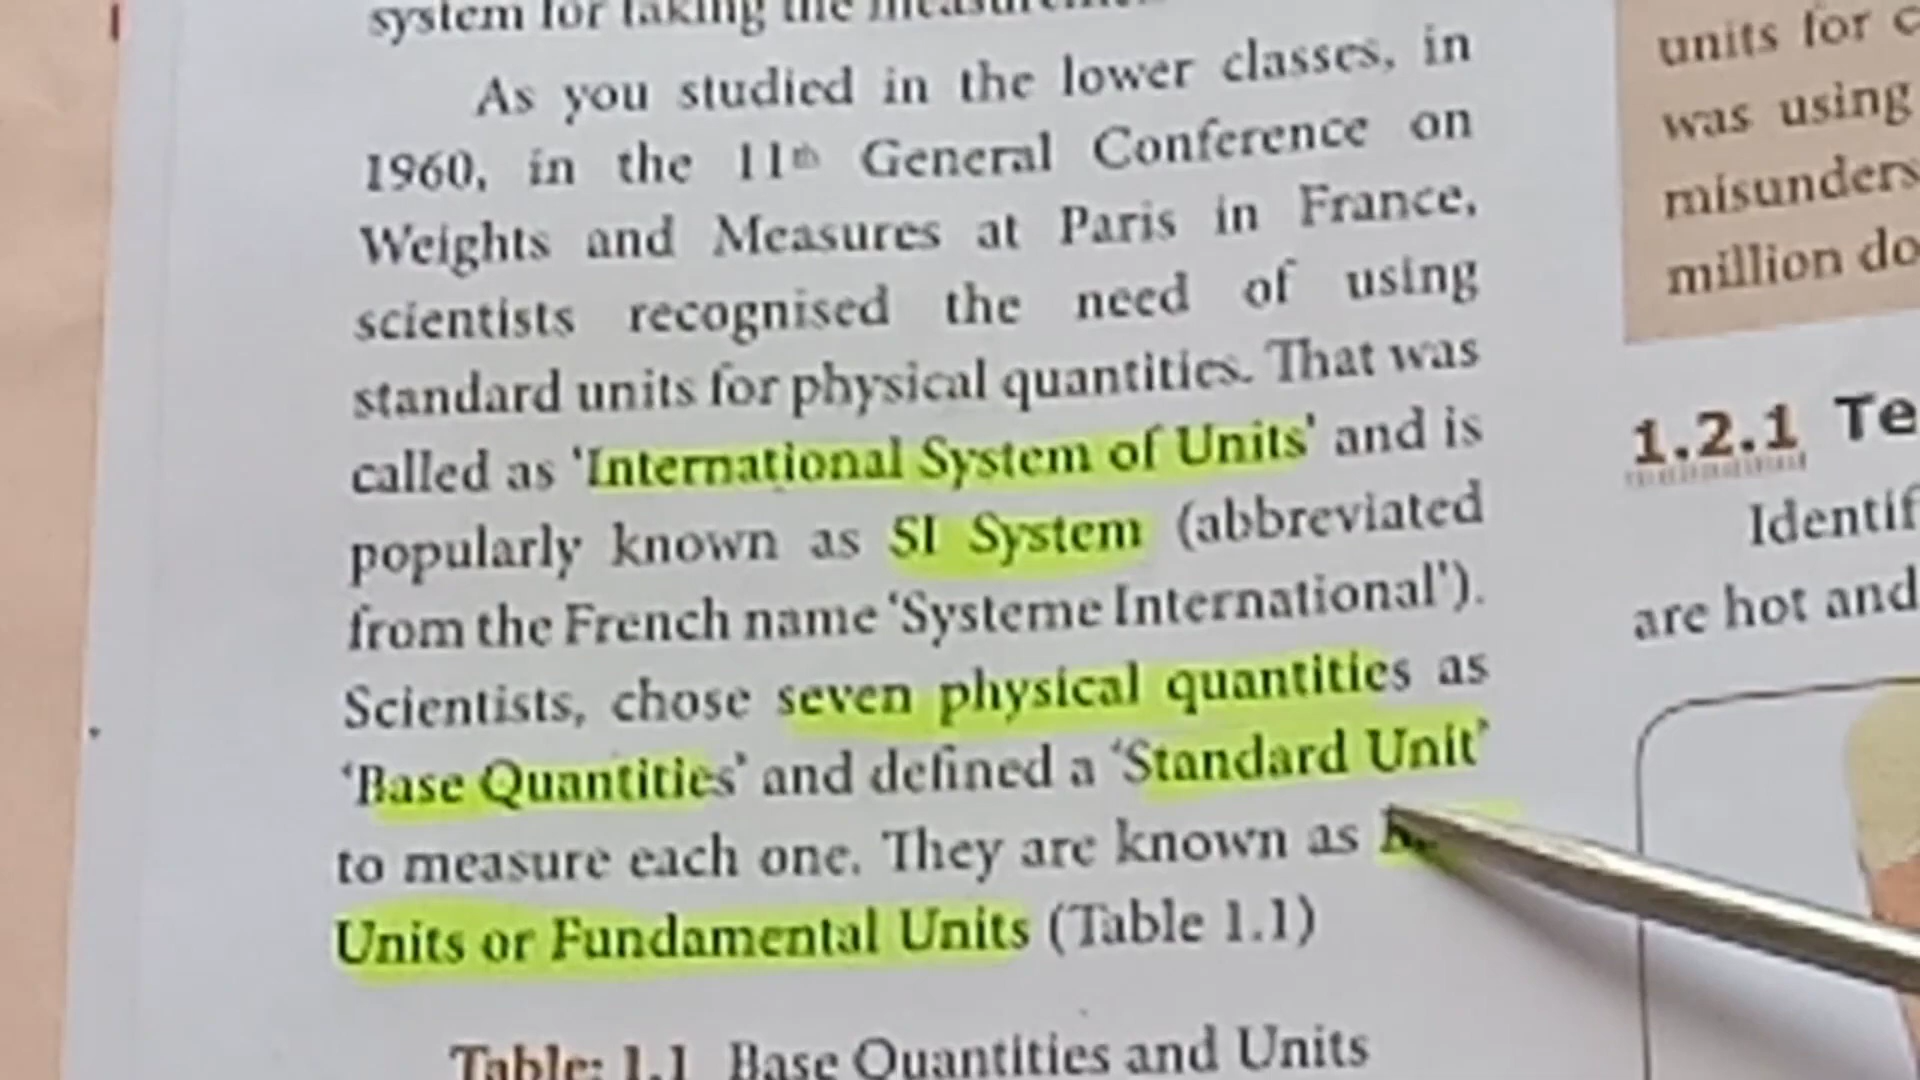 system for taking the
As you studied in the lower classes, in
1960, in the 11th General Conference on
Weights and Measures at Paris in France,
scientists recognised the need of using
standard units for physical quantities. That was
called as ‘International System of Units’ and is
popularly known as SI System (abbreviated
from the French name ‘Systeme International’).
Scientists, chose seven physical quantities as
‘Base Quantities’ and defined a ‘Standard Unit’
to measure each one. They are known as
Units or Fundamental Units (Table 1.1)
Table: 1.1 Base Quantities and Units
units for
was using
million
1.2.1
are hot and